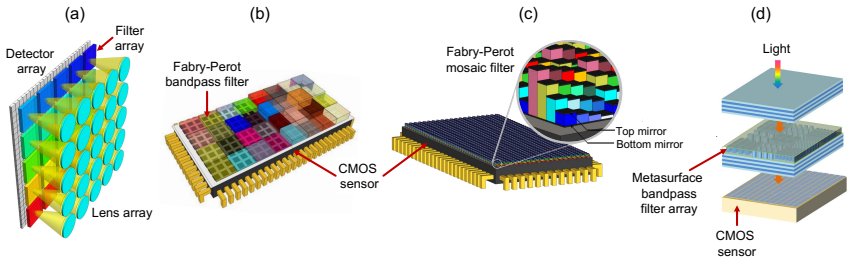 (a)
Filter
array
Detector
array
Lens array
(b)
Fabry-Perot
bandpass filter
CMOS
sensor
(c)
Fabry-Perot
mosaic filter
Top mirror
Bottom mirror
(d)
Light
Metasurface
bandpass
filter array
CMOS
sensor